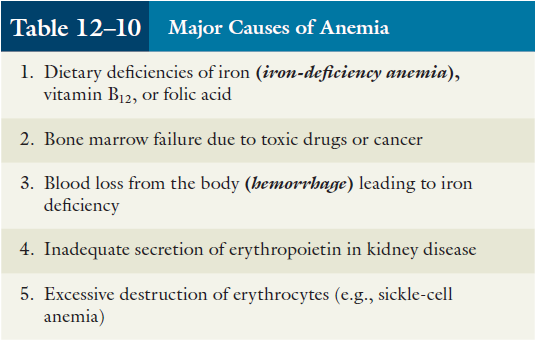 Table 12–10 Major Causes of Anemia
1. Dietary deficiencies of iron (iron-deficiency anemia),
vitamin B₁₂, or folic acid
2. Bone marrow failure due to toxic drugs or cancer
3. Blood loss from the body (hemorrhage) leading to iron
deficiency
4. Inadequate secretion of erythropoietin in kidney disease
5. Excessive destruction of erythrocytes (e.g., sickle-cell
anemia)